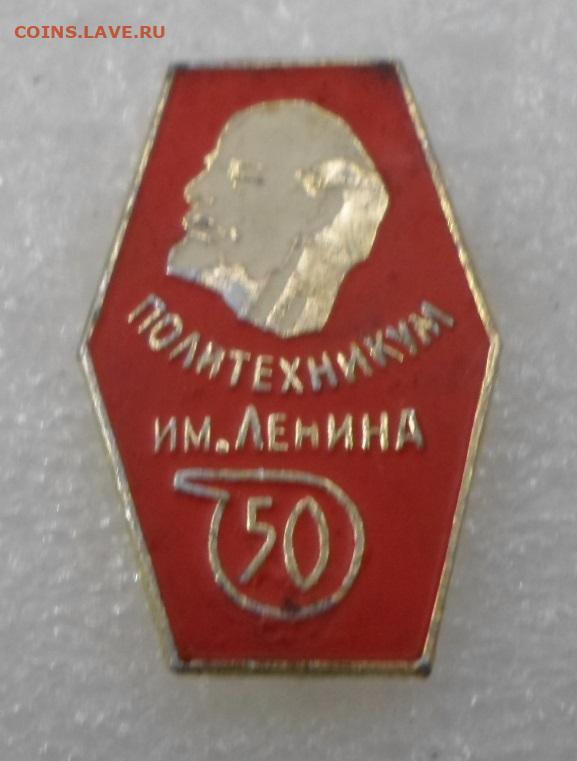 COINS.LAVE.RU
ПОЛИТЕХНИКУМ
ИМ.ЛЕНИНА
50